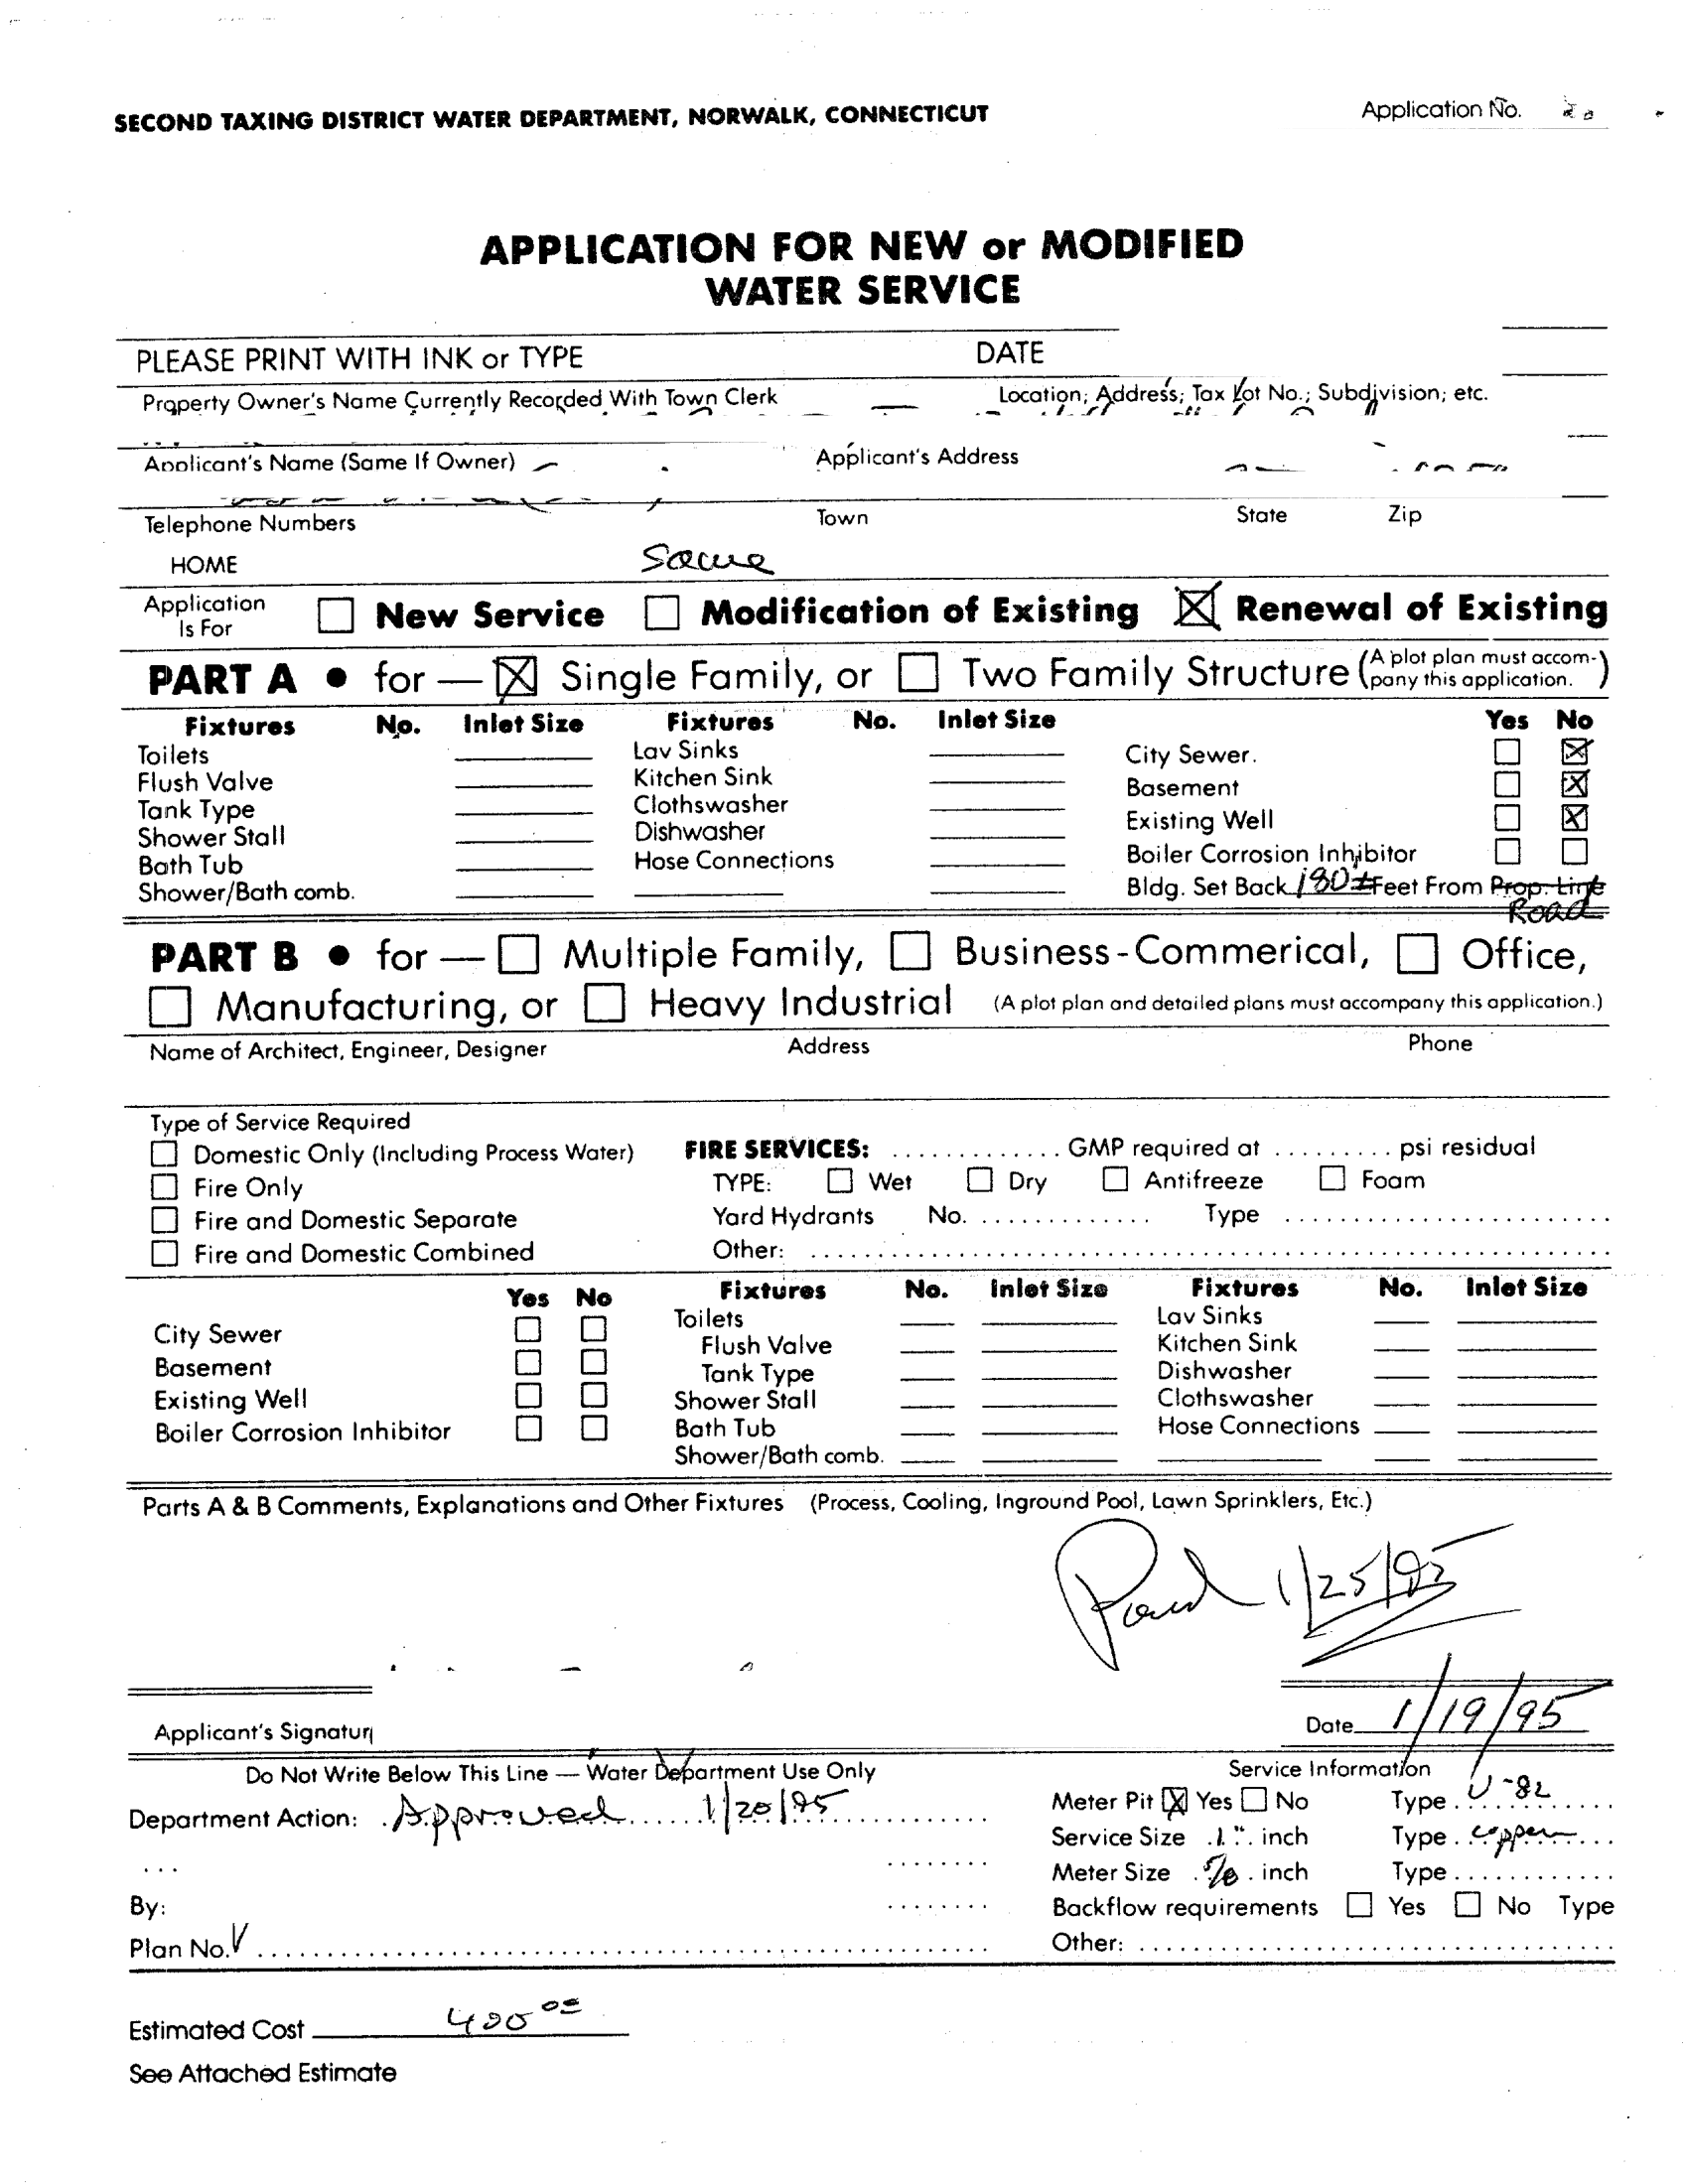 SECOND TAXING DISTRICT WATER DEPARTMENT, NORWALK, CONNECTICUT Application No.
APPLICATION FOR NEW or MODIFIED
WATER SERVICE
PLEASE PRINT WITH INK or TYPE DATE
Property Owner's Name Currently Recorded With Town Clerk Location; Address; Tax Lot No.; Subdivision; etc.
Applicant's Name (Same If Owner) Applicant's Address
Telephone Numbers Town State Zip
HOME Same
Application Is For New Service Modification of Existing Renewal of Existing
PART A • for — Single Family, or Two Family Structure (A plot plan must accompany this application.)
Fixtures No. Inlet Size Fixtures No. Inlet Size Yes No
Toilets Lav Sinks City Sewer.
Flush Valve Kitchen Sink Basement
Tank Type Clothswasher Existing Well
Shower Stall Dishwasher
Bath Tub Hose Connections Boiler Corrosion Inhibitor
Shower/Bath comb. Bldg. Set Back 180± Feet From Prop. Line
Road
PART B • for — Multiple Family, Business-Commerical, Office,
Manufacturing, or Heavy Industrial (A plot plan and detailed plans must accompany this application.)
Name of Architect, Engineer, Designer Address Phone
Type of Service Required
Domestic Only (Including Process Water) FIRE SERVICES: ............. GMP required at ......... psi residual
Fire Only TYPE: Wet Dry Antifreeze Foam
Fire and Domestic Separate Yard Hydrants No. ............. Type .........................
Fire and Domestic Combined Other: .............................................................
Yes No Fixtures No. Inlet Size Fixtures No. Inlet Size
City Sewer Toilets Lav Sinks
Flush Valve Kitchen Sink
Basement Tank Type Dishwasher
Existing Well Shower Stall Clothswasher
Boiler Corrosion Inhibitor Bath Tub Hose Connections
Shower/Bath comb.
Parts A & B Comments, Explanations and Other Fixtures (Process, Cooling, Inground Pool, Lawn Sprinklers, Etc.)
Paid 1/25/95
Applicant's Signatur Date 1/19/95
Do Not Write Below This Line — Water Department Use Only Service Information
Department Action: Approved 1/20/95 Meter Pit Yes No Type U-82
Service Size 1" inch Type copper
Meter Size 5/8 inch Type
By: Backflow requirements Yes No Type
Plan No. Other:
Estimated Cost 400 00
See Attached Estimate